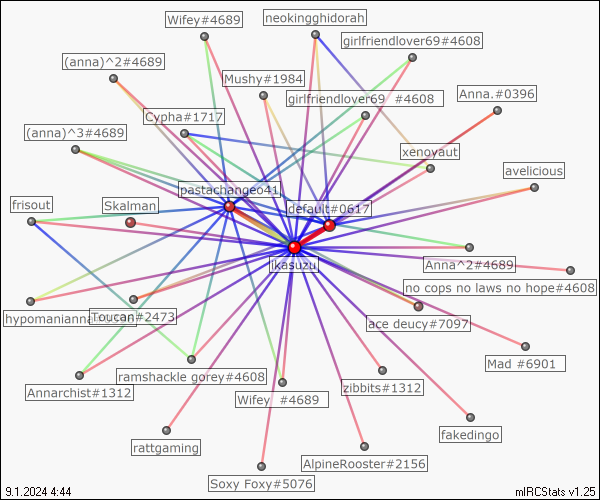 Wifey#4689
neokingghidorah
girlfriendlover69#4608
(anna)^2#4689
Mushy#1984
girlfriendlover69 #4608
Anna.#0396
Cypha#1717
(anna)^3#4689
xenoyaut
avelicious
pastachangeo41
frisout
Skalman
default#0617
ikasuzu
Anna^2#4689
no cops no laws no hope#4608
hypomanianna
Toucan#2473
ace deucy#7097
Mad #6901
ramshackle gorey#4608
zibbits#1312
Annarchist#1312
Wifey #4689
rattgaming
fakedingo
AlpineRooster#2156
Soxy Foxy#5076
9.1.2024 4:44
mIRCStats v1.25